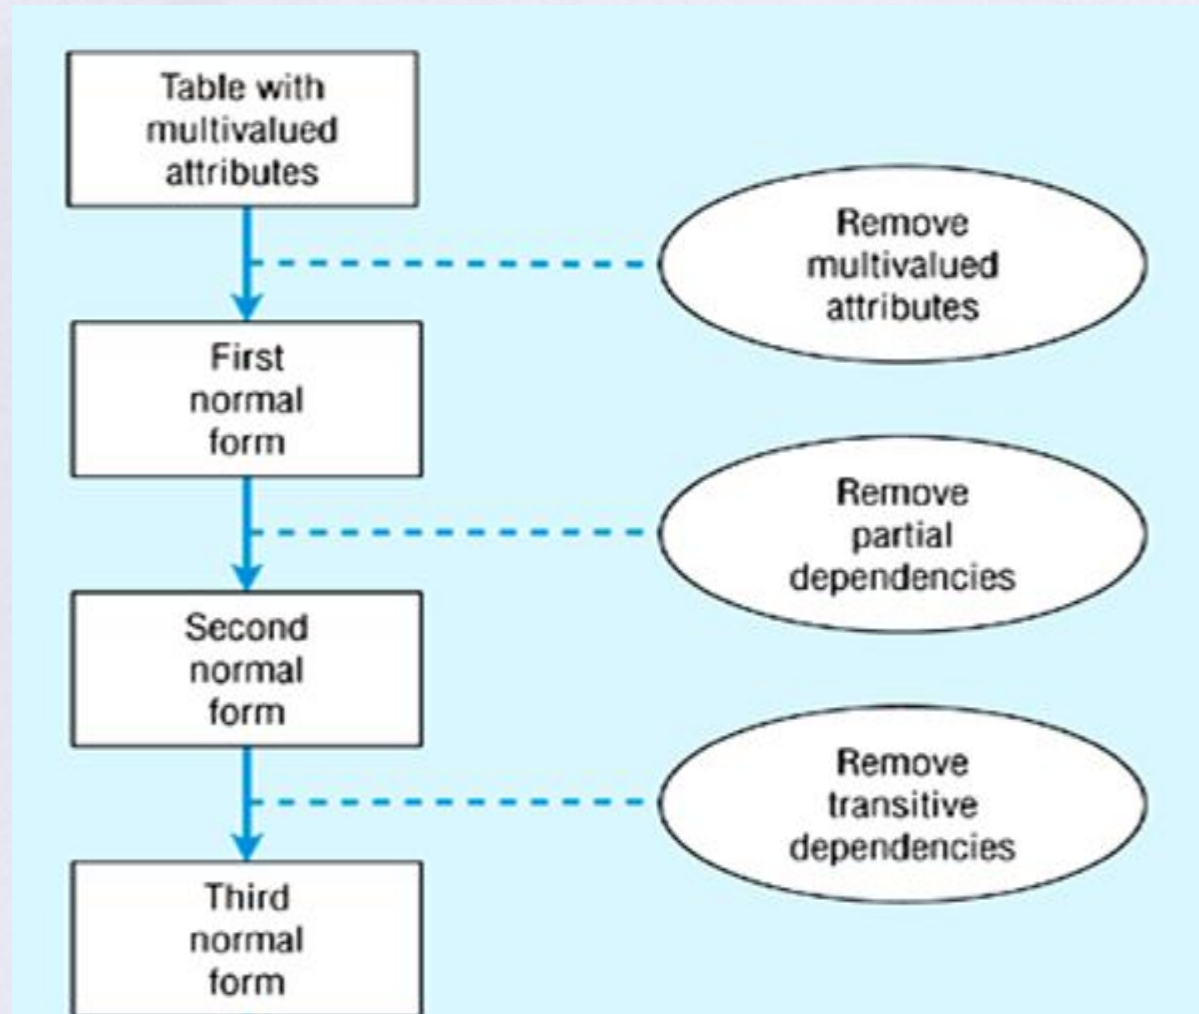 Table with
multivalued
attributes
Remove
multivalued
attributes
First
normal
form
Remove
partial
dependencies
Second
normal
form
Remove
transitive
dependencies
Third
normal
form